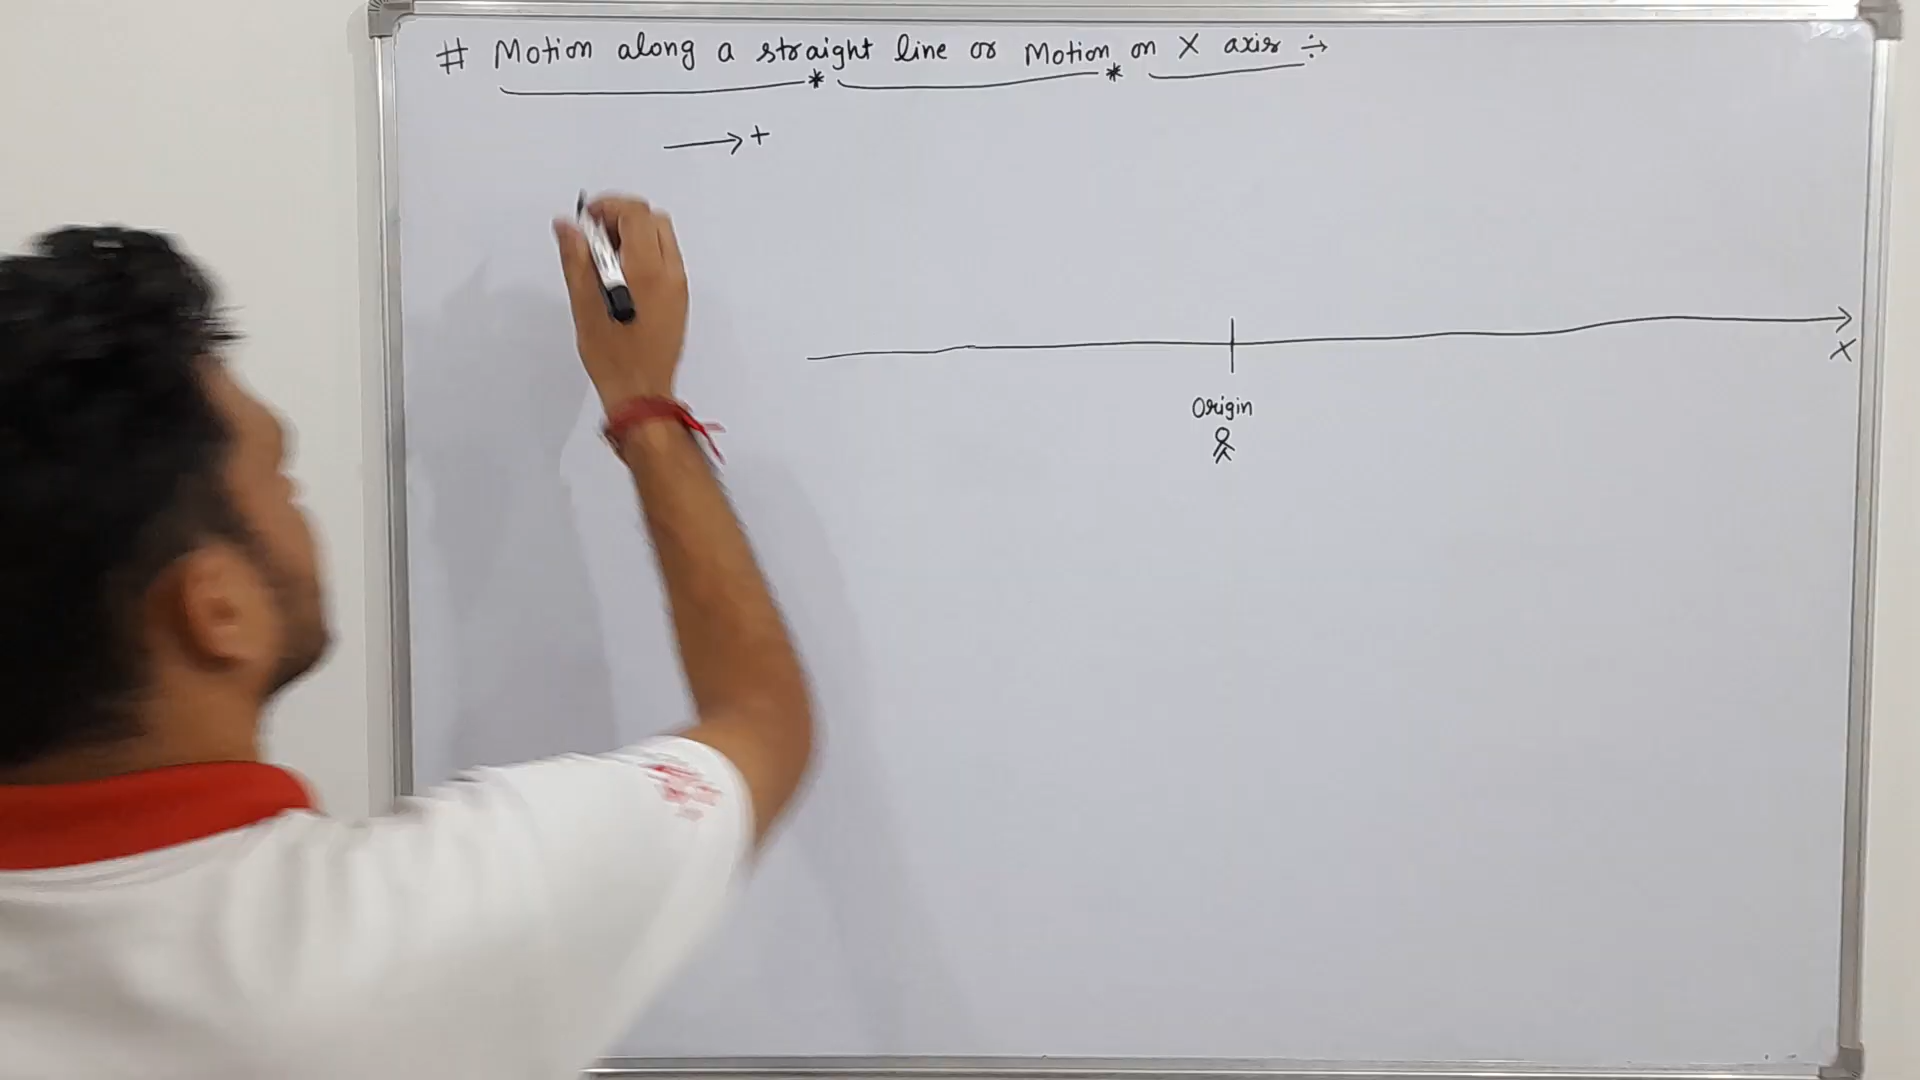 # Motion along a straight line or Motion on X axis ÷
→ +
X
Origin